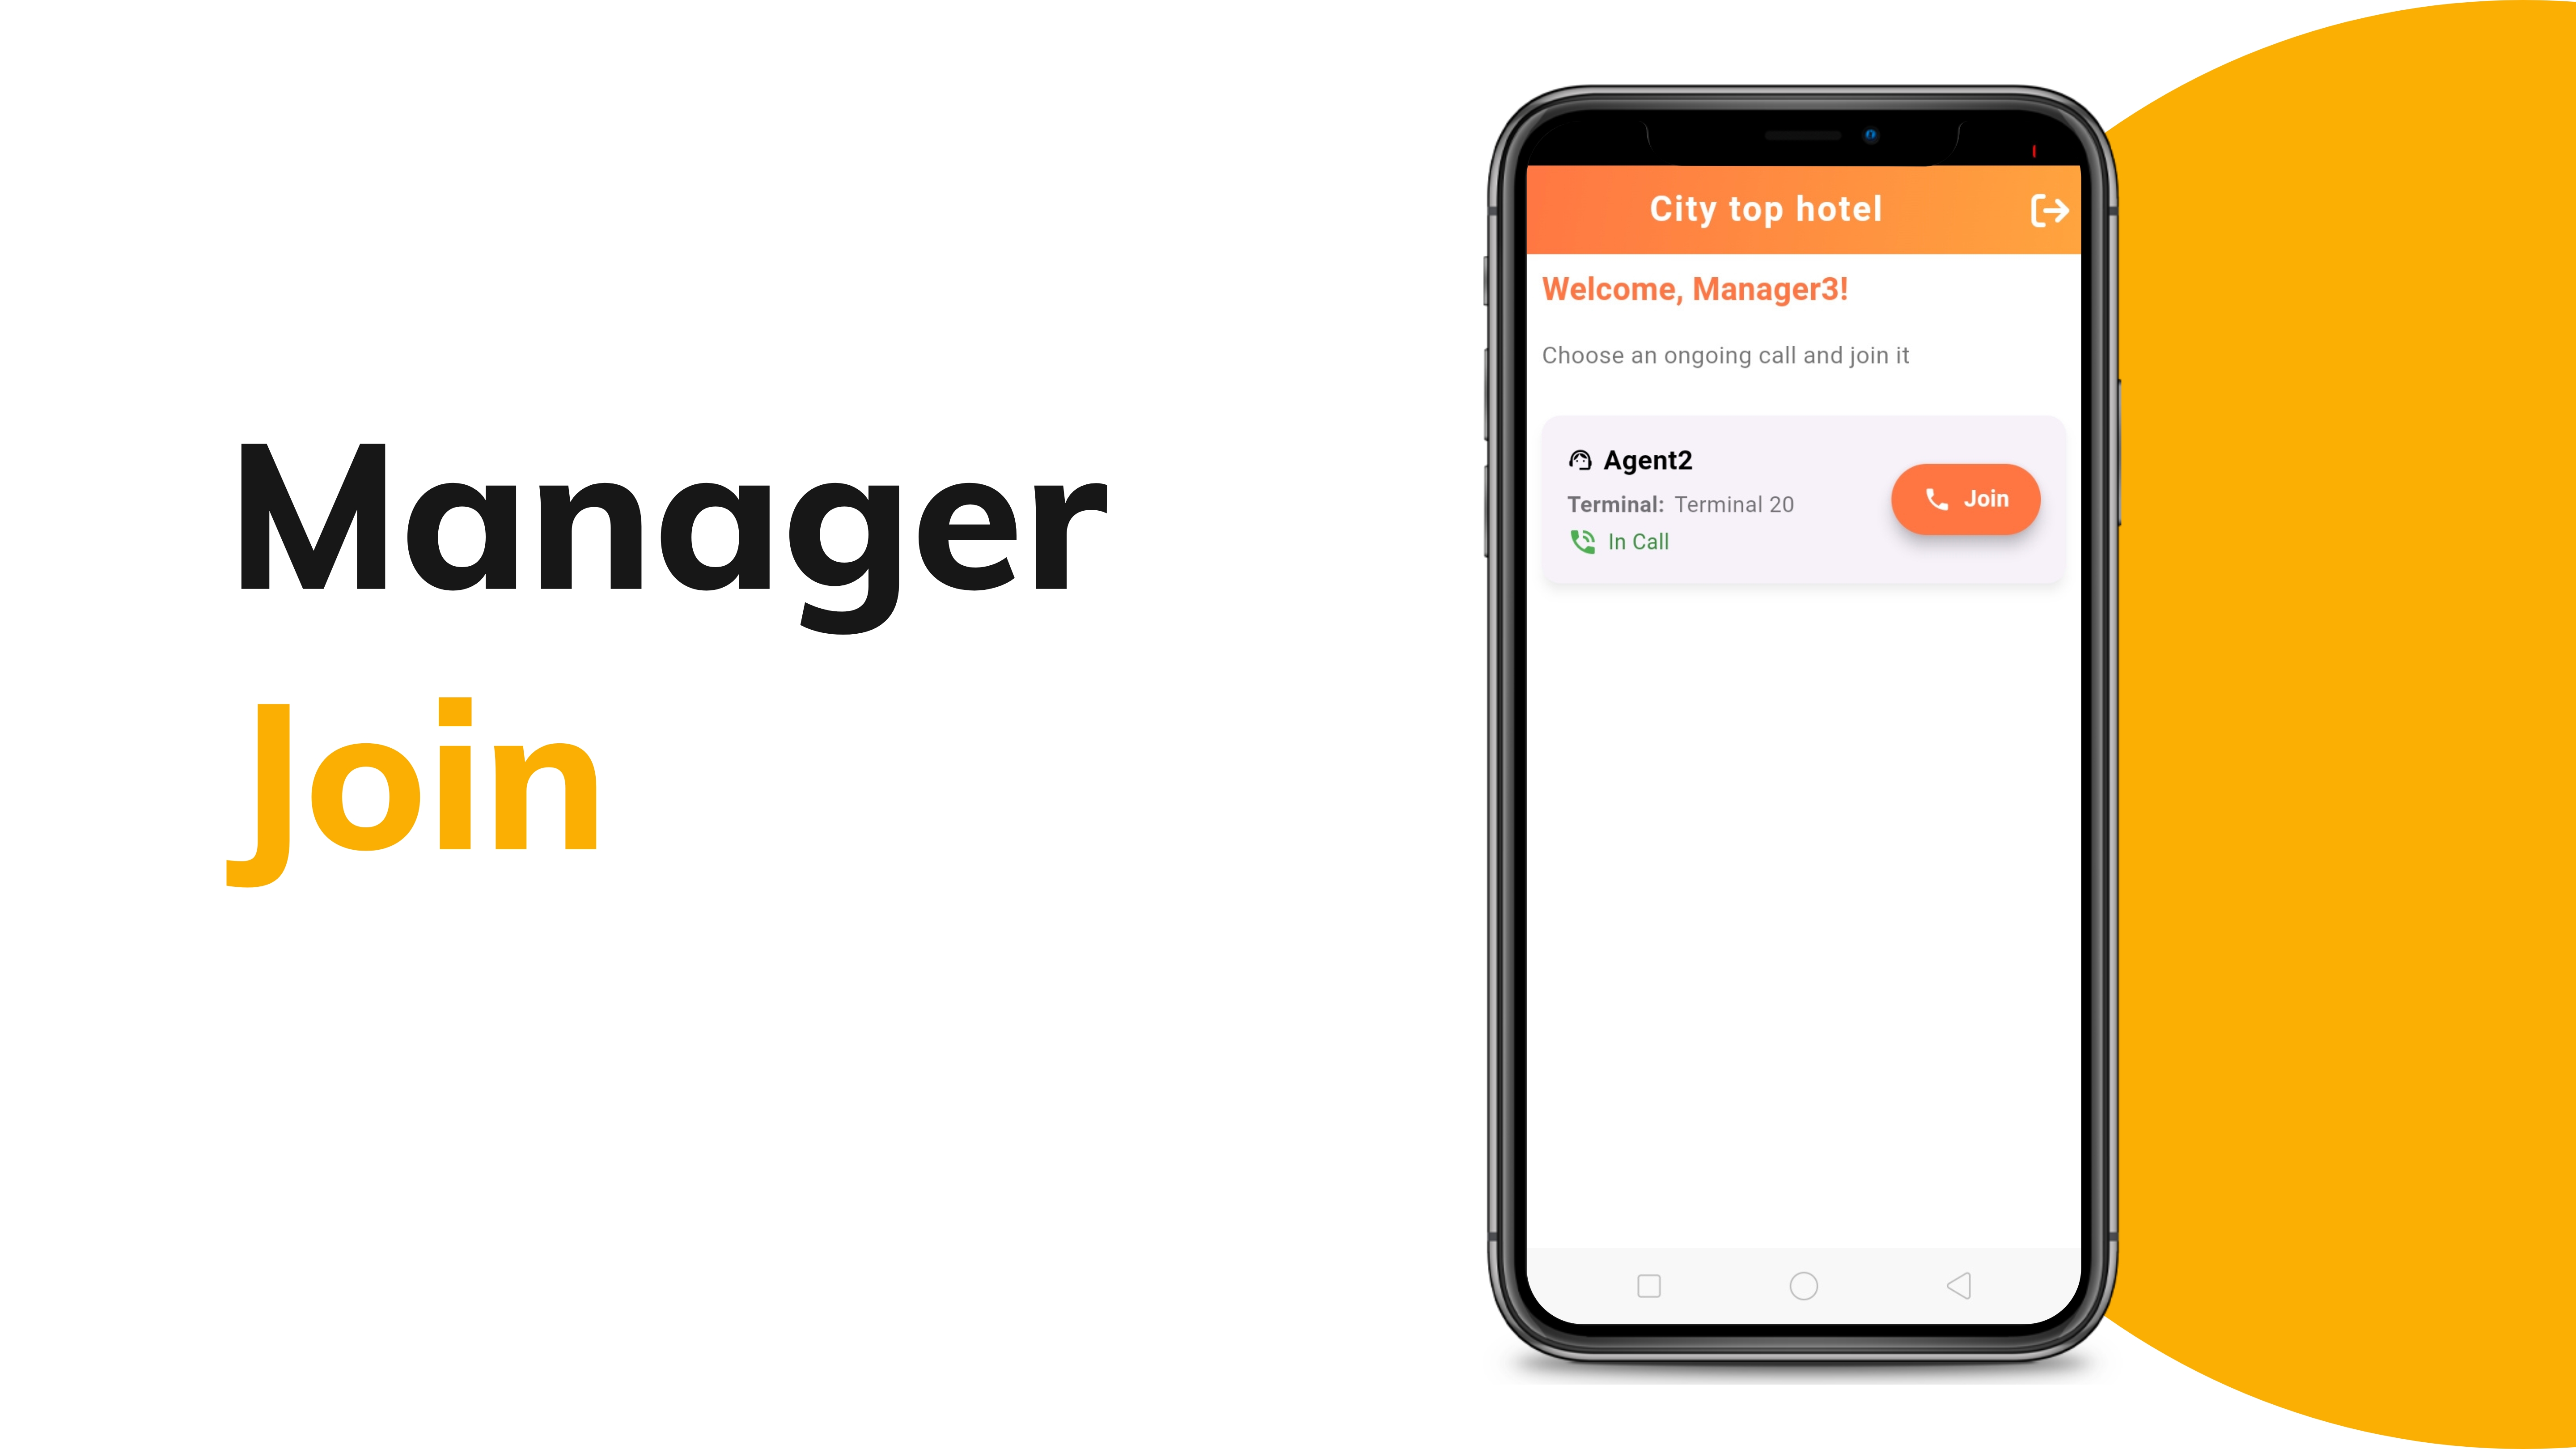 Manager
Join
City top hotel
Welcome, Manager3!
Choose an ongoing call and join it
Agent2
Terminal: Terminal 20
In Call
Join